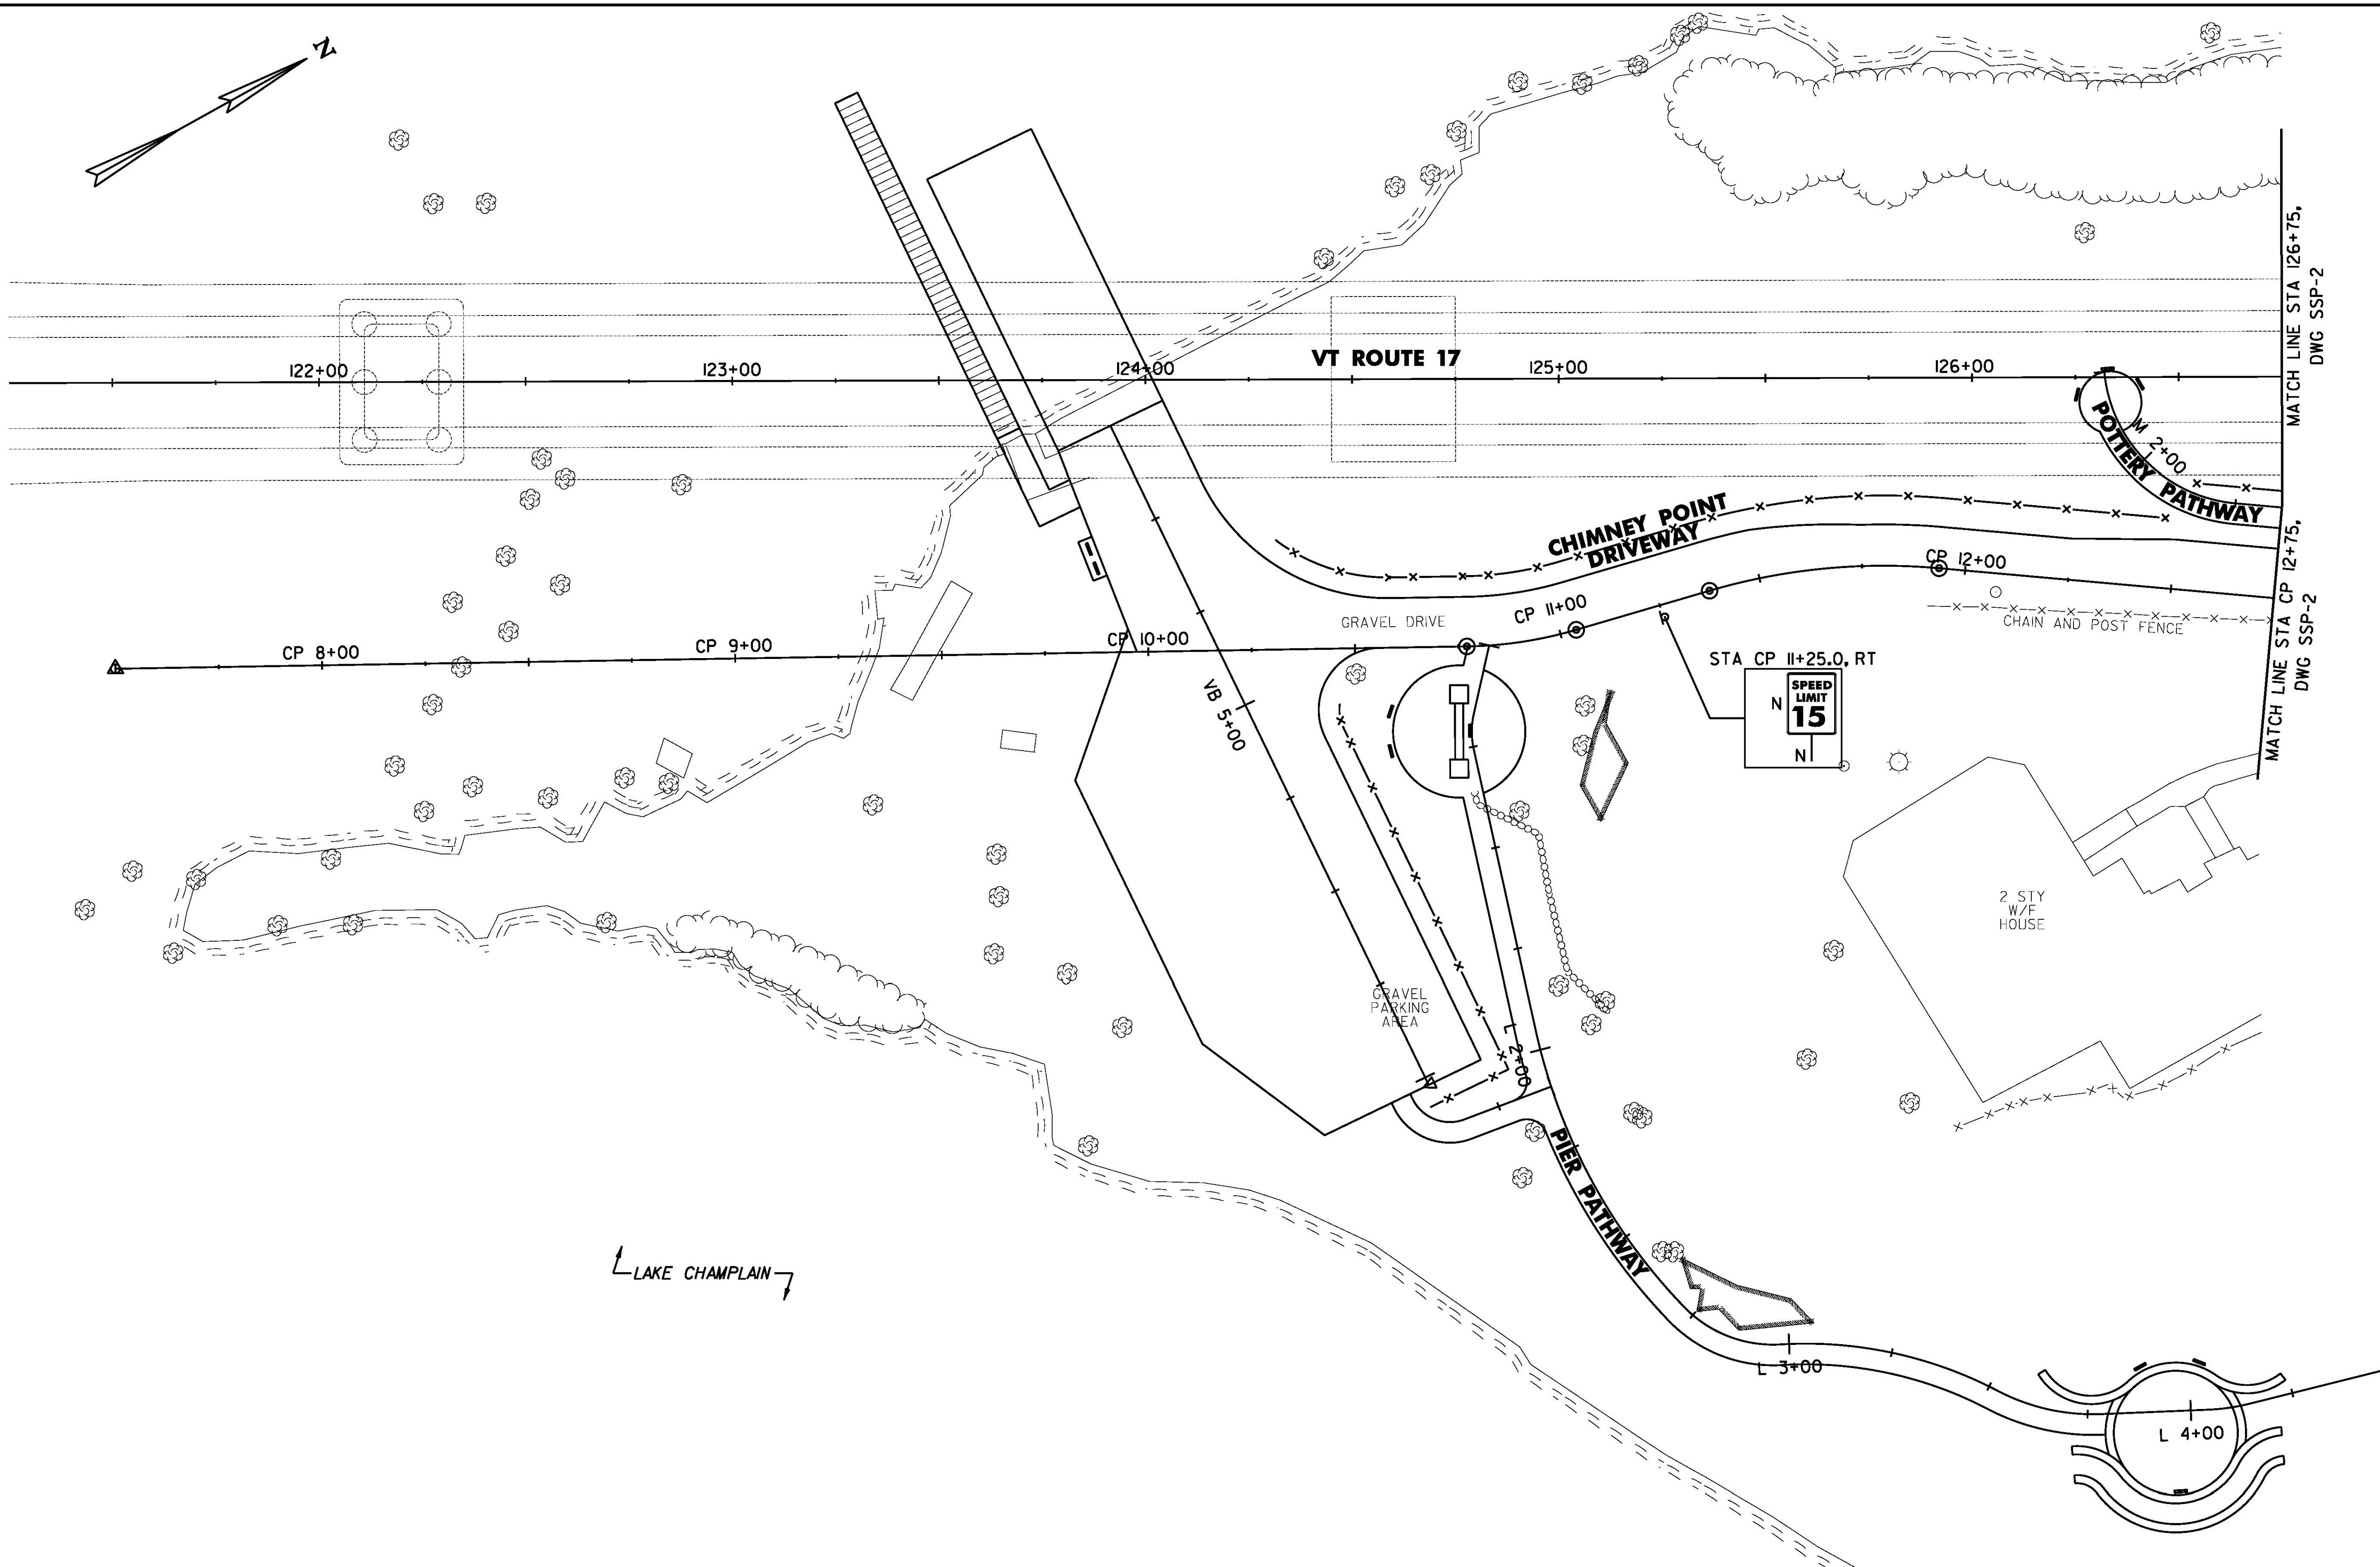 N
122+00
123+00
124+00
VT ROUTE 17
125+00
126+00
MATCH LINE STA 126+75,
DWG SSP-2
POTTERY PATHWAY
M 2+00
CHIMNEY POINT
DRIVEWAY
CP 8+00
CP 9+00
CP 10+00
GRAVEL DRIVE
CP 11+00
CP 12+00
CHAIN AND POST FENCE
MATCH LINE STA CP 12+75,
DWG SSP-2
STA CP 11+25.0, RT
N
SPEED
LIMIT
15
N
VB 5+00
2 STY
W/F
HOUSE
GRAVEL
PARKING
AREA
L 2+00
PIER PATHWAY
LAKE CHAMPLAIN
L 3+00
L 4+00